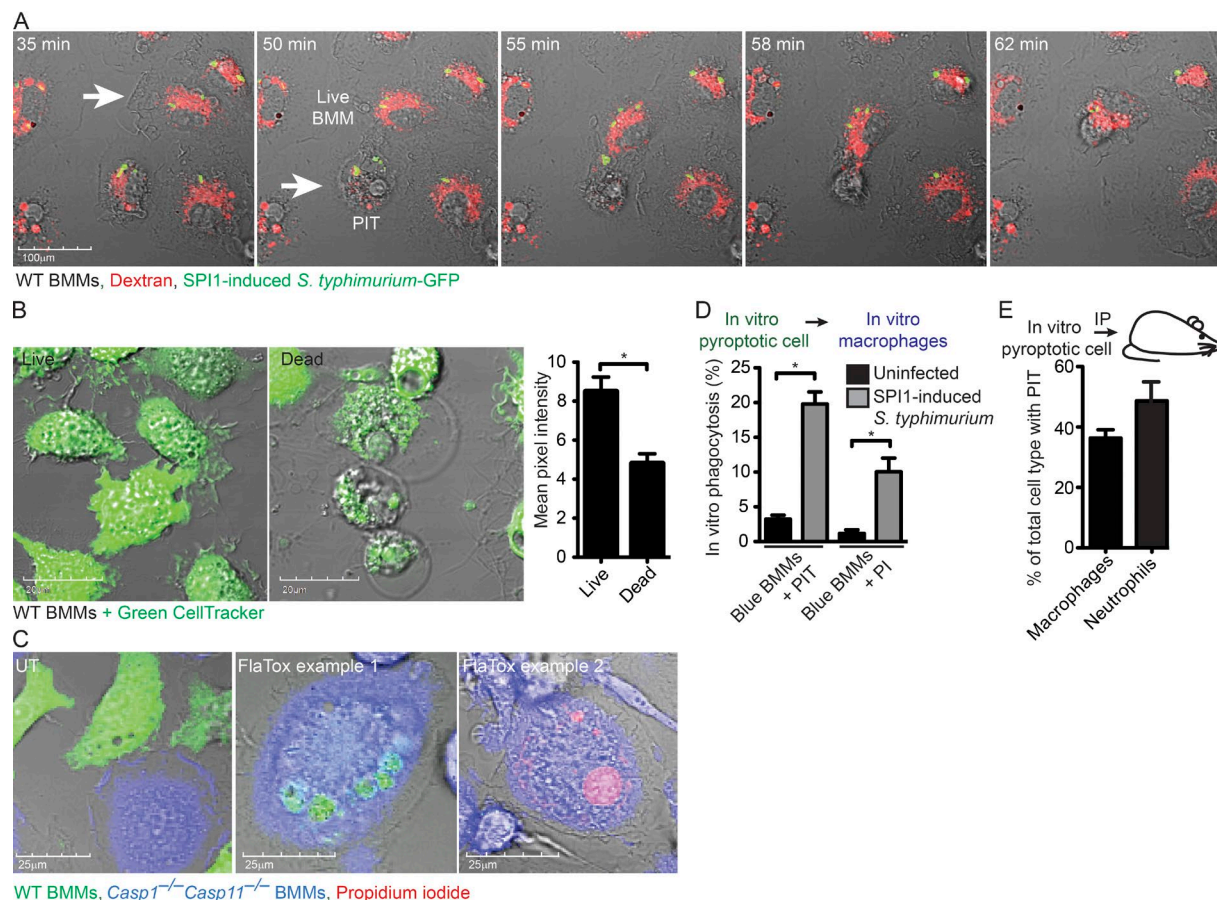 A
35 min
50 min
55 min
58 min
62 min
Live
BMM
PIT
100µm
WT BMMs, Dextran, SPI1-induced S. typhimurium-GFP
B
Live
Dead
20µm
20µm
WT BMMs + Green CellTracker
Mean pixel intensity
10
8
6
4
2
0
*
Live
Dead
D
In vitro
pyroptotic cell
In vitro
macrophages
In vitro phagocytosis (%)
25
20
15
10
5
0
*
*
Uninfected
SPI1-induced
S. typhimurium
Blue BMMs
+ PIT
Blue BMMs
+ PI
E
In vitro
pyroptotic cell
IP
% of total cell type with PIT
60
40
20
0
Macrophages
Neutrophils
C
UT
FlaTox example 1
FlaTox example 2
25µm
25µm
25µm
WT BMMs, Casp1–/–Casp11–/– BMMs, Propidium iodide